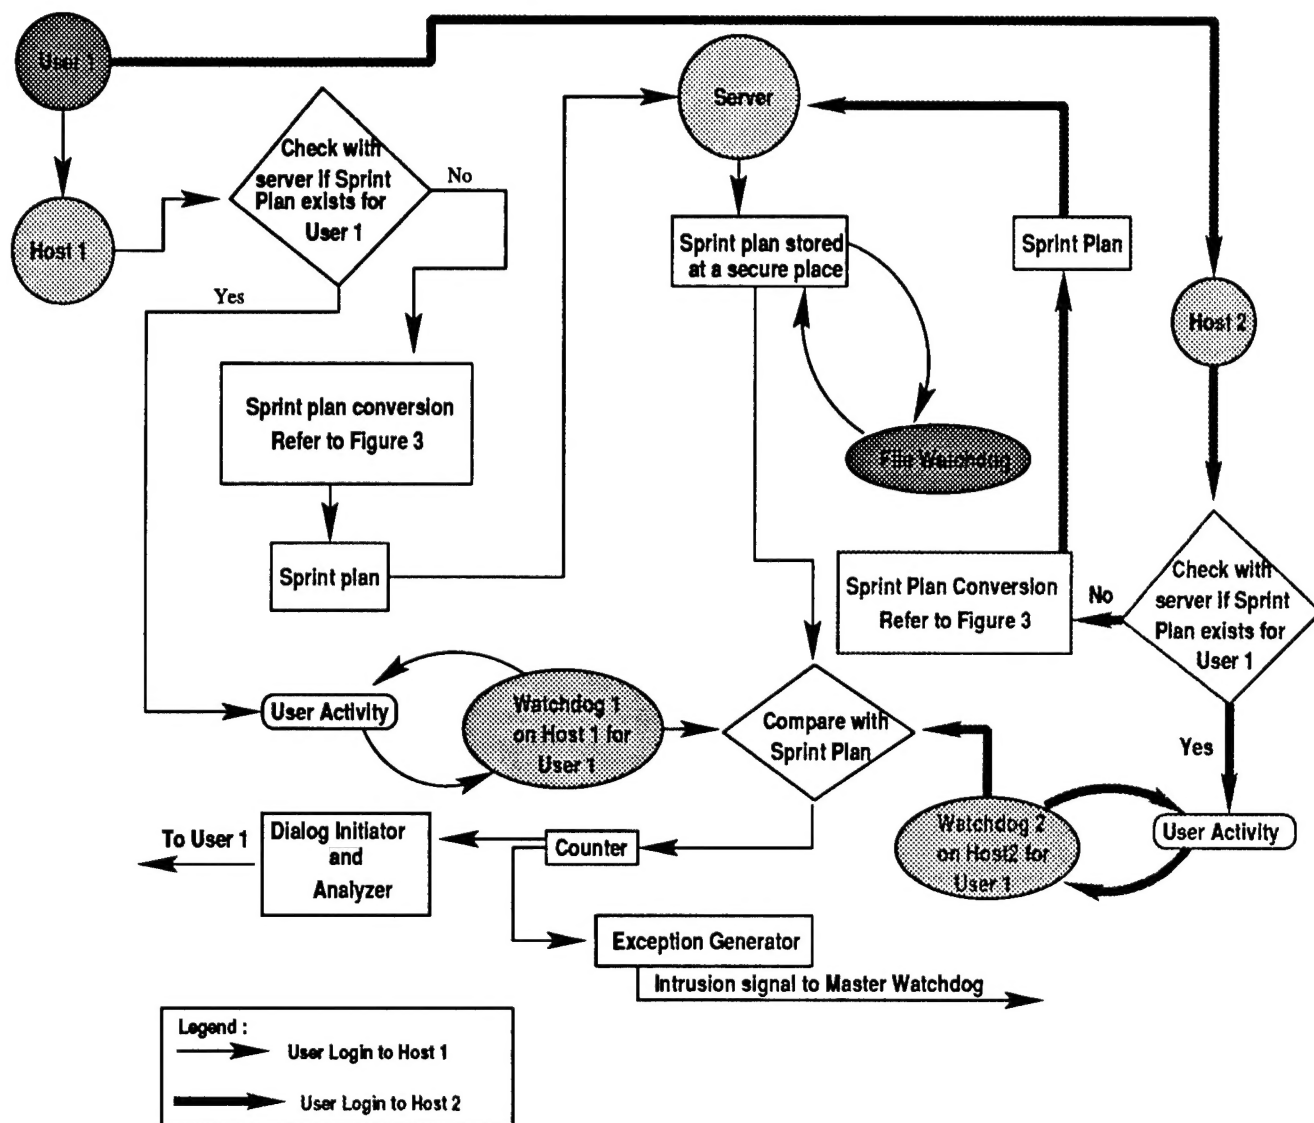 User 1
Server
Check with
server if Sprint
Plan exists for
User 1
No
Host 1
Sprint plan stored
at a secure place
Sprint Plan
Yes
Host 2
Sprint plan conversion
Refer to Figure 3
File Watchdog
Sprint plan
Sprint Plan Conversion
Refer to Figure 3
No
Check with
server if Sprint
Plan exists for
User 1
User Activity
Watchdog 1
on Host 1 for
User 1
Compare with
Sprint Plan
Yes
To User 1
Dialog Initiator
and
Analyzer
Counter
Watchdog 2
on Host2 for
User 1
User Activity
Exception Generator
Intrusion signal to Master Watchdog
Legend :
User Login to Host 1
User Login to Host 2